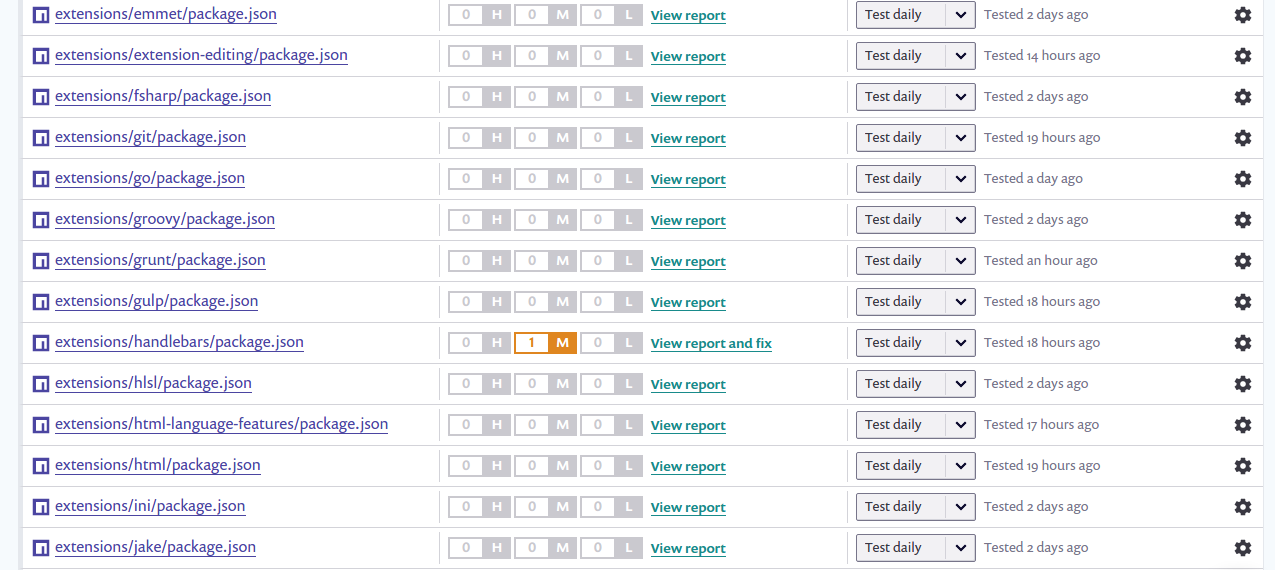 extensions/emmet/package.json 0 H 0 M 0 L View report Test daily Tested 2 days ago
extensions/extension-editing/package.json 0 H 0 M 0 L View report Test daily Tested 14 hours ago
extensions/fsharp/package.json 0 H 0 M 0 L View report Test daily Tested 2 days ago
extensions/git/package.json 0 H 0 M 0 L View report Test daily Tested 19 hours ago
extensions/go/package.json 0 H 0 M 0 L View report Test daily Tested a day ago
extensions/groovy/package.json 0 H 0 M 0 L View report Test daily Tested 2 days ago
extensions/grunt/package.json 0 H 0 M 0 L View report Test daily Tested an hour ago
extensions/gulp/package.json 0 H 0 M 0 L View report Test daily Tested 18 hours ago
extensions/handlebars/package.json 0 H 1 M 0 L View report and fix Test daily Tested 18 hours ago
extensions/hlsl/package.json 0 H 0 M 0 L View report Test daily Tested 2 days ago
extensions/html-language-features/package.json 0 H 0 M 0 L View report Test daily Tested 17 hours ago
extensions/html/package.json 0 H 0 M 0 L View report Test daily Tested 19 hours ago
extensions/ini/package.json 0 H 0 M 0 L View report Test daily Tested 2 days ago
extensions/jake/package.json 0 H 0 M 0 L View report Test daily Tested 2 days ago